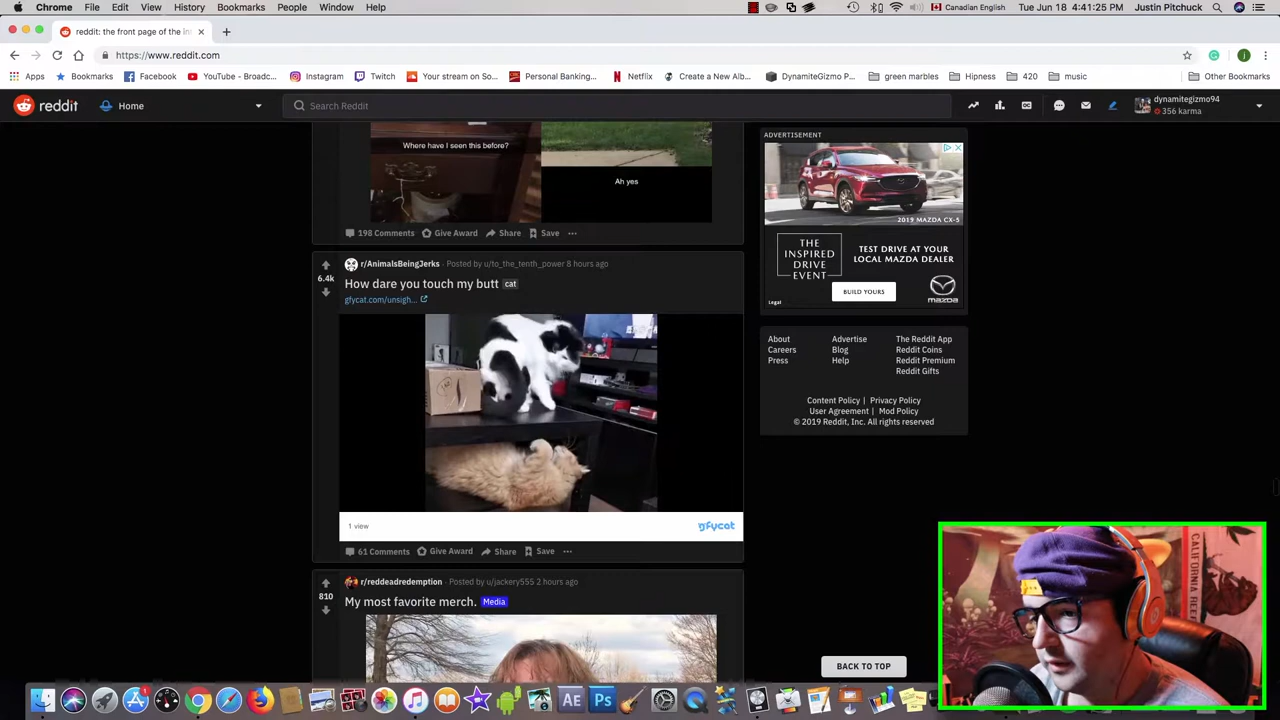 Chrome File Edit View History Bookmarks People Window Help Canadian English Tue Jun 18 4:41:25 PM Justin Pitchuck
reddit: the front page of the in
https://www.reddit.com
Apps Bookmarks Facebook YouTube - Broadc... Instagram Twitch Your stream on So... Personal Banking... Netflix Create a New Alb... DynamiteGizmo P... green marbles Hipness 420 music Other Bookmarks
reddit Home Search Reddit dynamitegizmo94
356 karma
Where have I seen this before?
Ah yes
198 Comments Give Award Share Save
6.4k
r/AnimalsBeingJerks · Posted by u/to_the_tenth_power 8 hours ago
How dare you touch my butt cat
gfycat.com/unsigh...
1 view gfycat
61 Comments Give Award Share Save
810
r/reddeadredemption · Posted by u/jackery555 2 hours ago
My most favorite merch. Media
ADVERTISEMENT
2019 MAZDA CX-5
THE
INSPIRED
DRIVE
EVENT
TEST DRIVE AT YOUR
LOCAL MAZDA DEALER
BUILD YOURS
mazda
Legal
About Advertise The Reddit App
Careers Blog Reddit Coins
Press Help Reddit Premium
Reddit Gifts
Content Policy | Privacy Policy
User Agreement | Mod Policy
© 2019 Reddit, Inc. All rights reserved
BACK TO TOP
1
Ae Ps